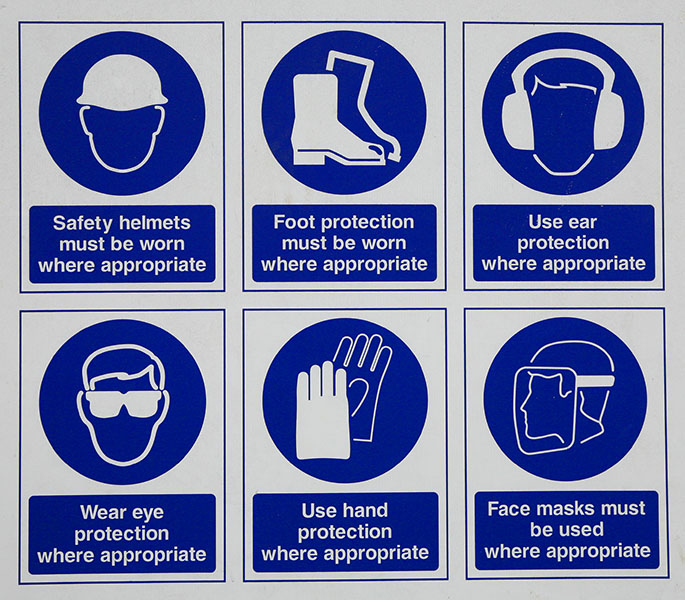 Safety helmets
must be worn
where appropriate
Foot protection
must be worn
where appropriate
Use ear
protection
where appropriate
Wear eye
protection
where appropriate
Use hand
protection
where appropriate
Face masks must
be used
where appropriate